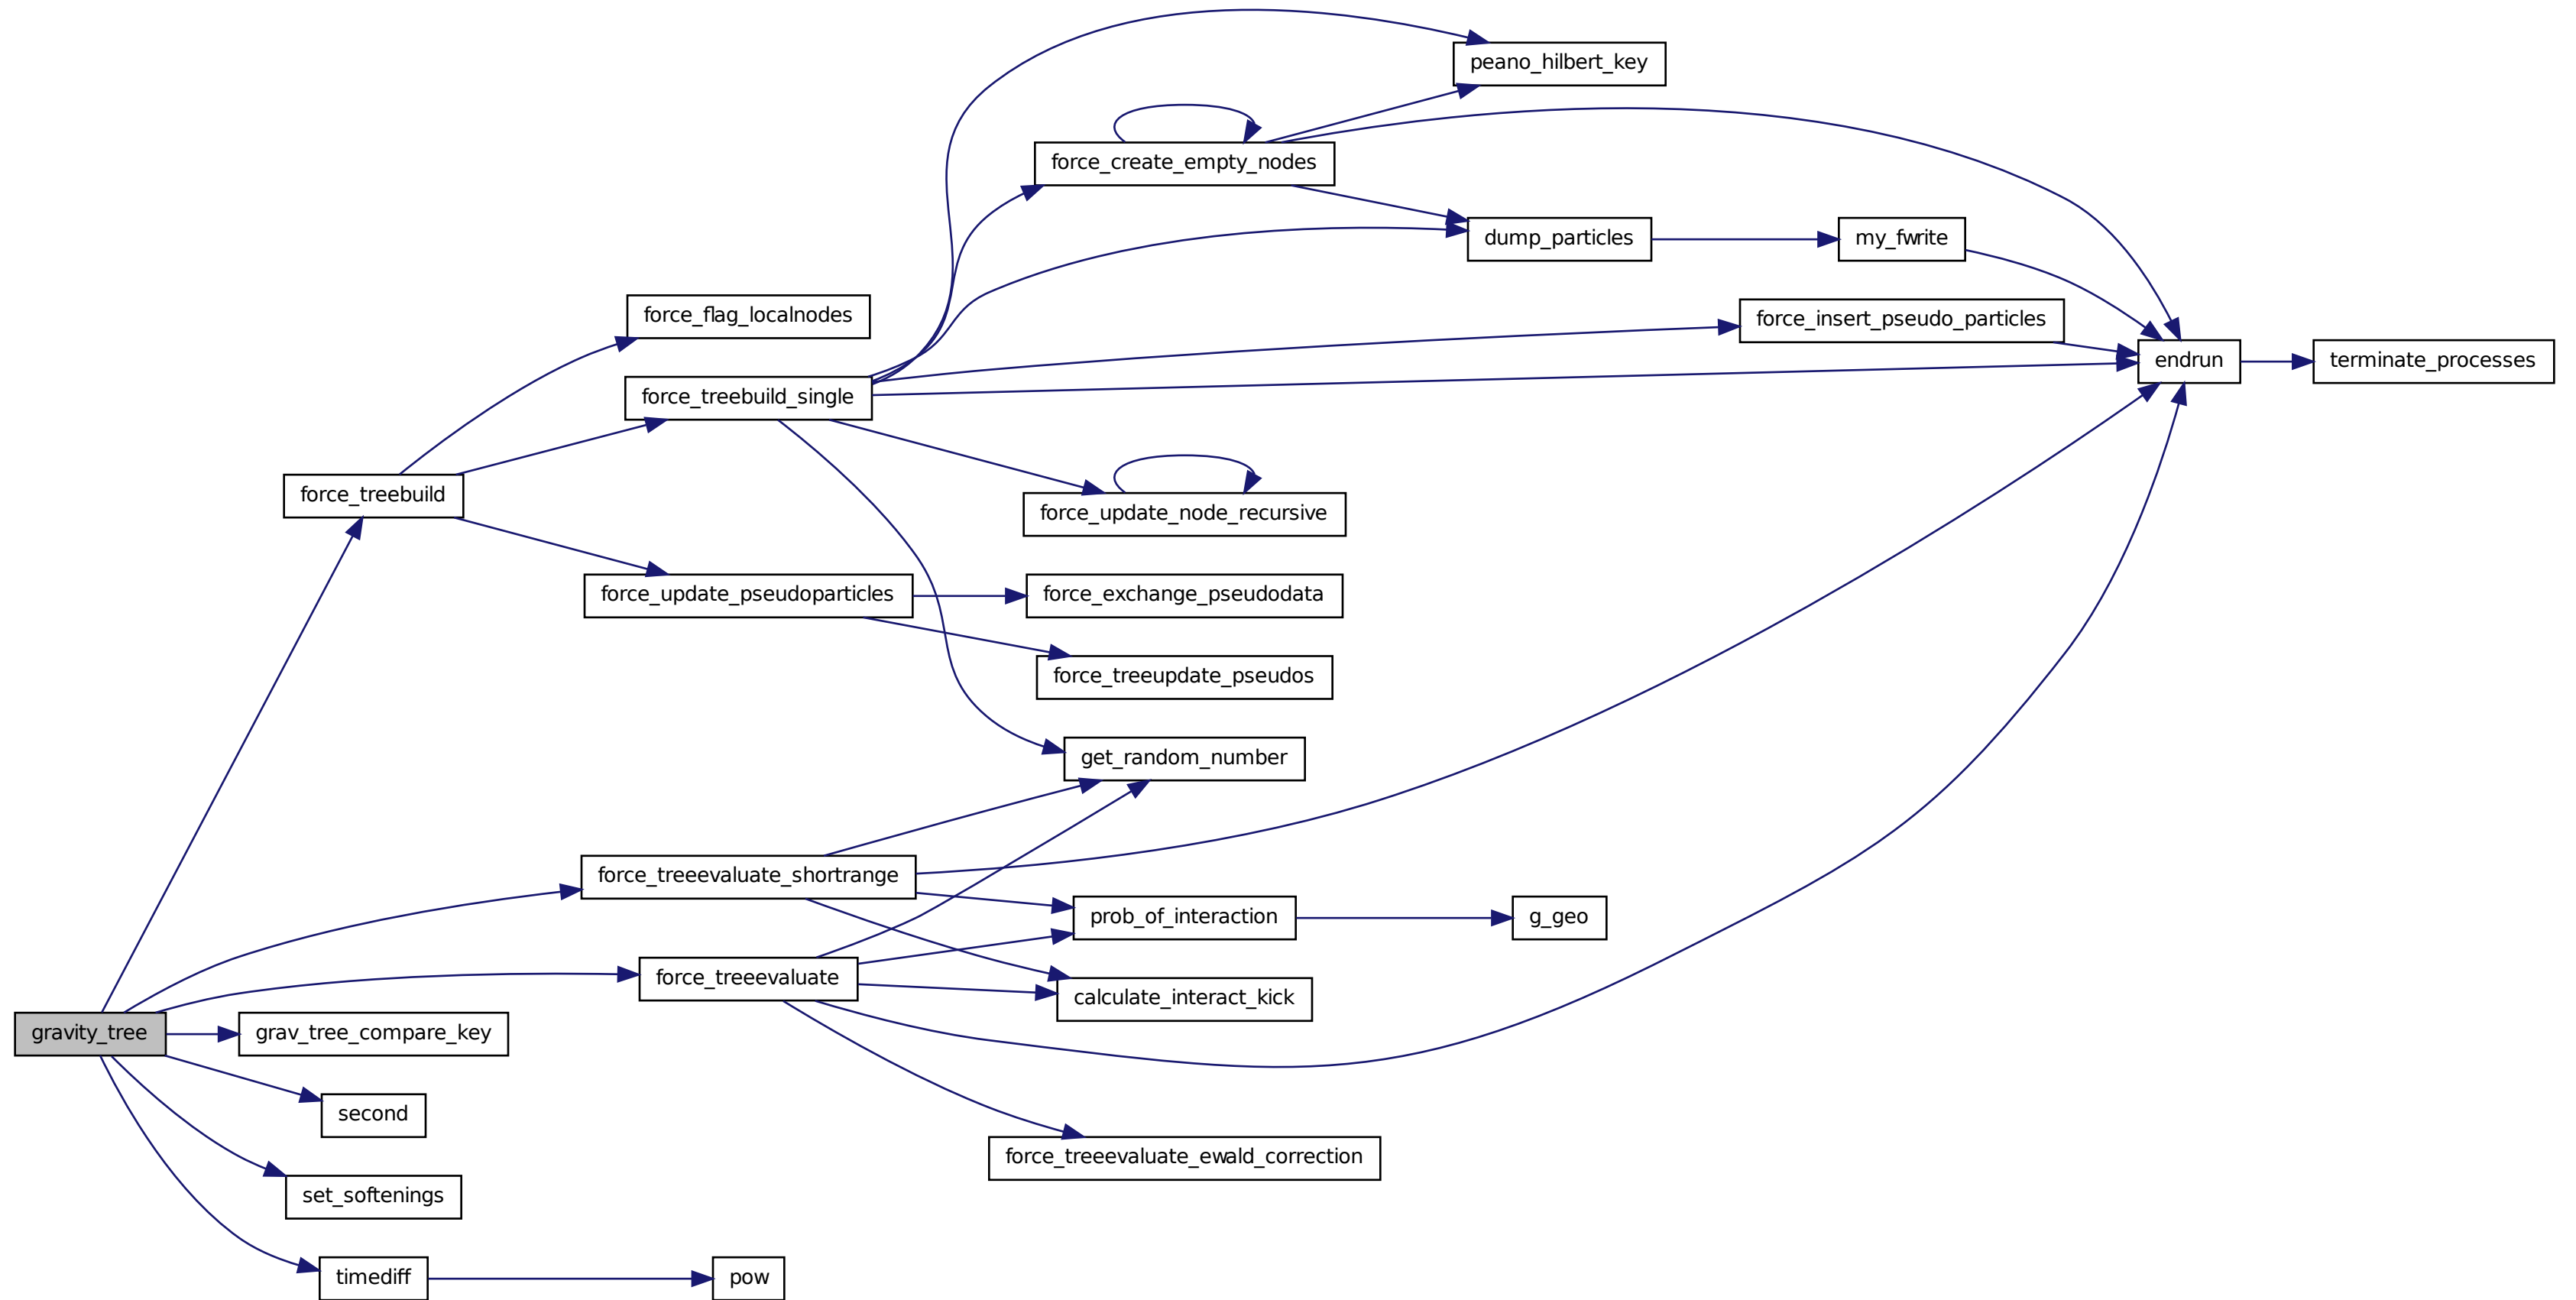 peano_hilbert_key
force_create_empty_nodes
dump_particles
my_fwrite
force_flag_localnodes
force_insert_pseudo_particles
endrun
terminate_processes
force_treebuild_single
force_treebuild
force_update_node_recursive
force_update_pseudoparticles
force_exchange_pseudodata
force_treeupdate_pseudos
get_random_number
force_treeevaluate_shortrange
prob_of_interaction
g_geo
force_treeevaluate
calculate_interact_kick
gravity_tree
grav_tree_compare_key
second
force_treeevaluate_ewald_correction
set_softenings
timediff
pow